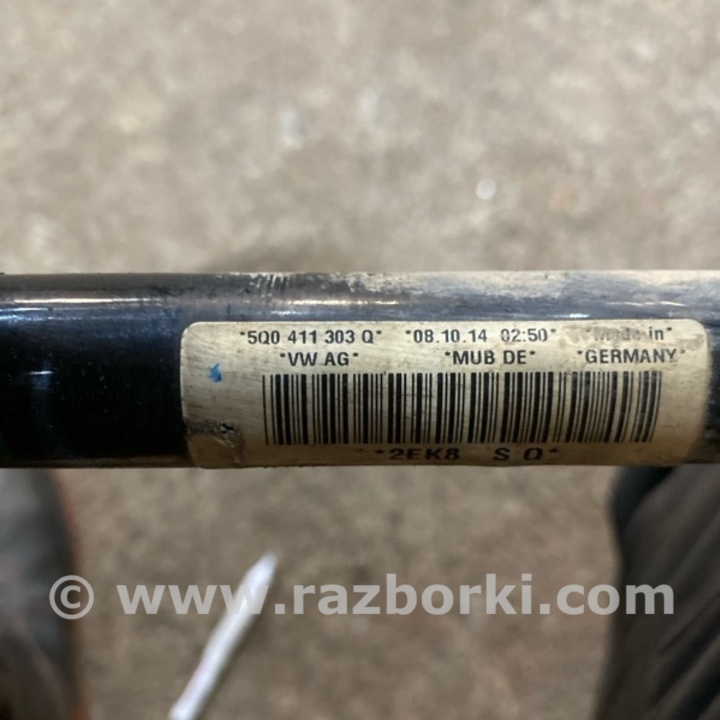 *5Q0 411 303 Q* *08.10.14 02:50* *Made in*
*VW AG* *MUB DE* *GERMANY*
*2EK8 S Q*
© www.razborki.com